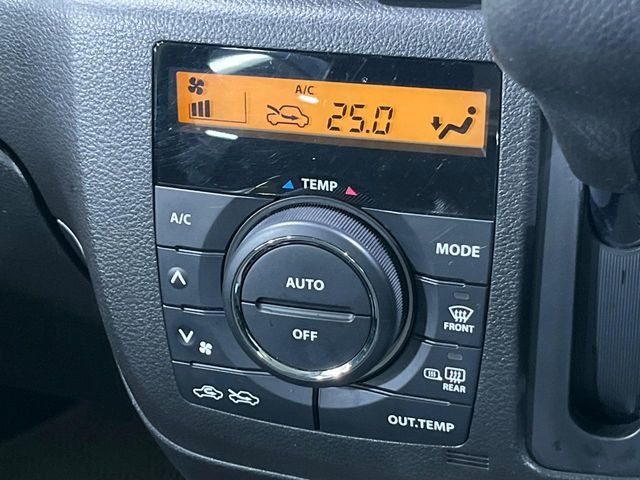 A/C
25.0
TEMP
A/C
MODE
AUTO
OFF
FRONT
REAR
OUT.TEMP